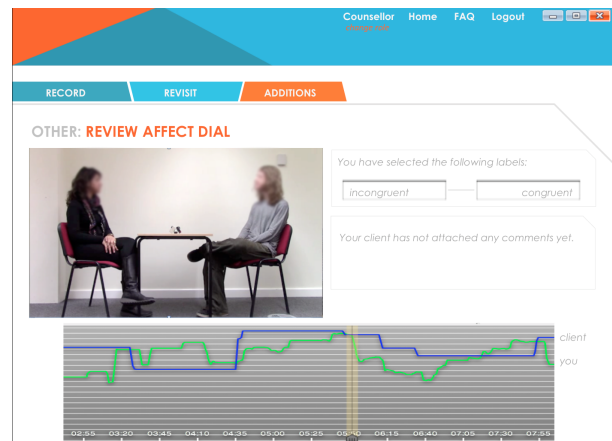 Counsellor Home FAQ Logout
RECORD REVISIT ADDITIONS
OTHER: REVIEW AFFECT DIAL
You have selected the following labels:
incongruent congruent
Your client has not attached any comments yet.
client
you
02:55 03:20 03:45 04:10 04:35 05:00 05:25 05:50 06:15 06:40 07:05 07:30 07:55